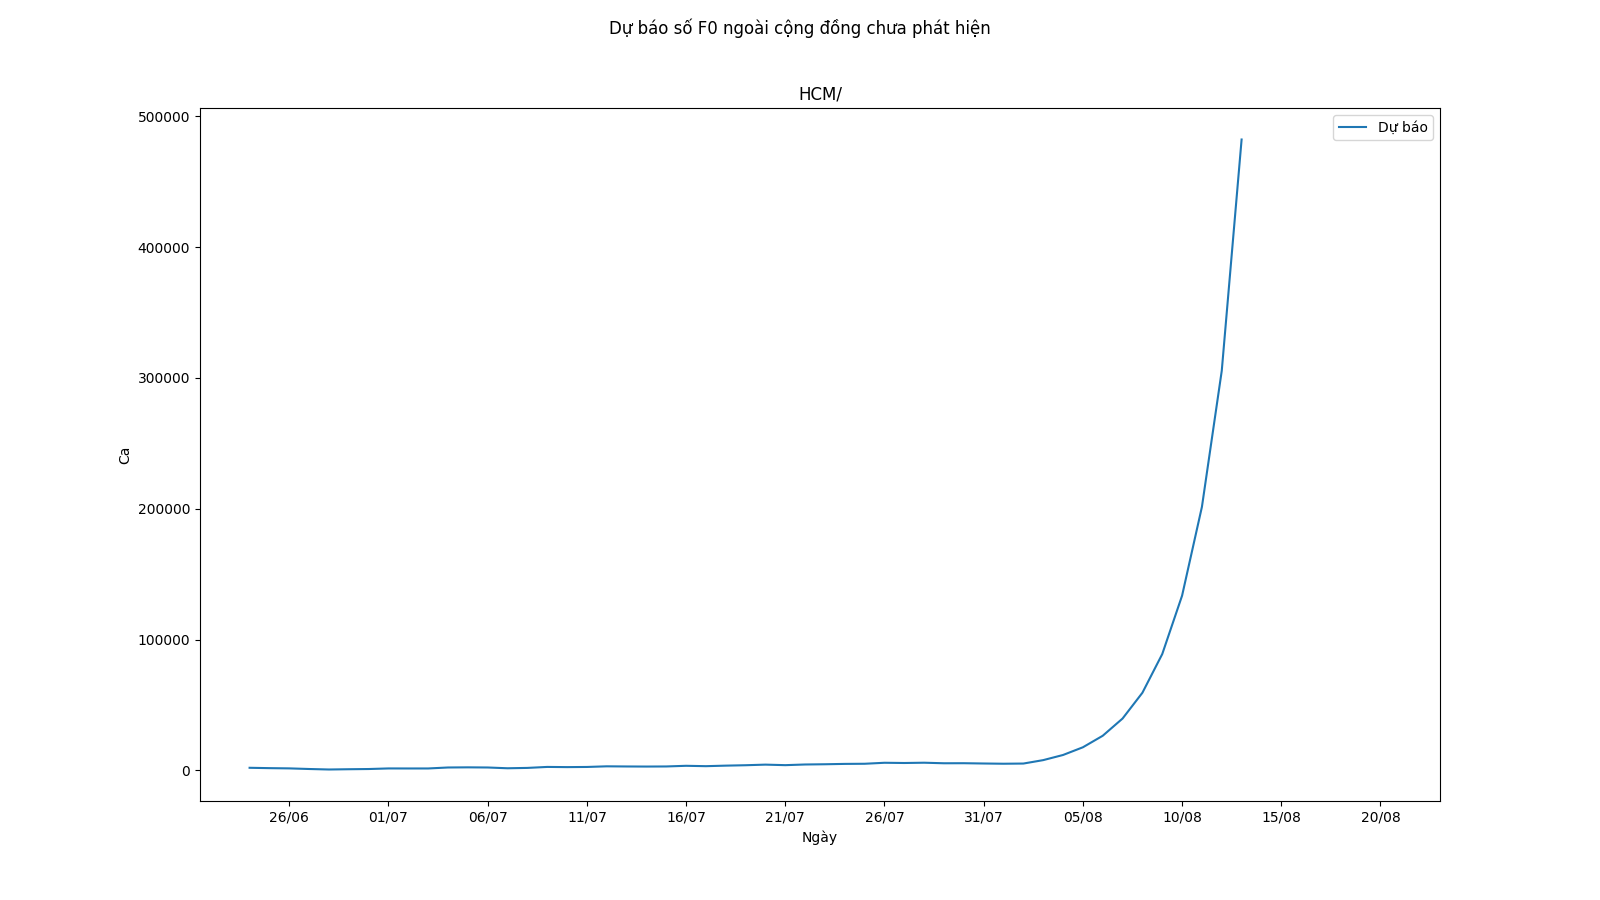 Dự báo số F0 ngoài cộng đồng chưa phát hiện
HCM/
Dự báo
500000
400000
300000
200000
100000
0
Ca
26/06 01/07 06/07 11/07 16/07 21/07 26/07 31/07 05/08 10/08 15/08 20/08
Ngày